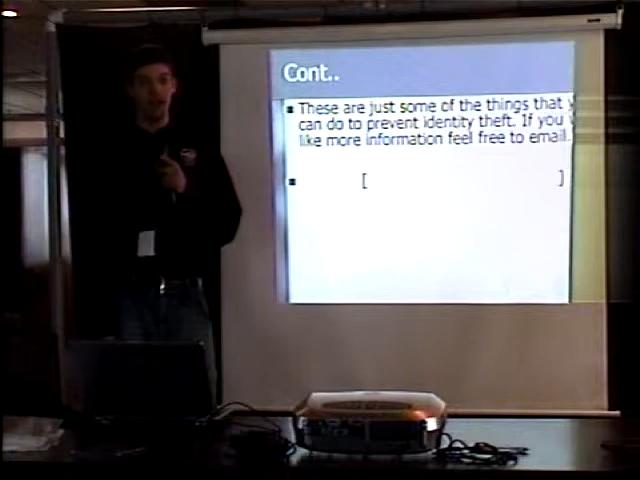 Cont..
▪ These are just some of the things that
can do to prevent identity theft. If you
like more information feel free to email.
▪ [ ]